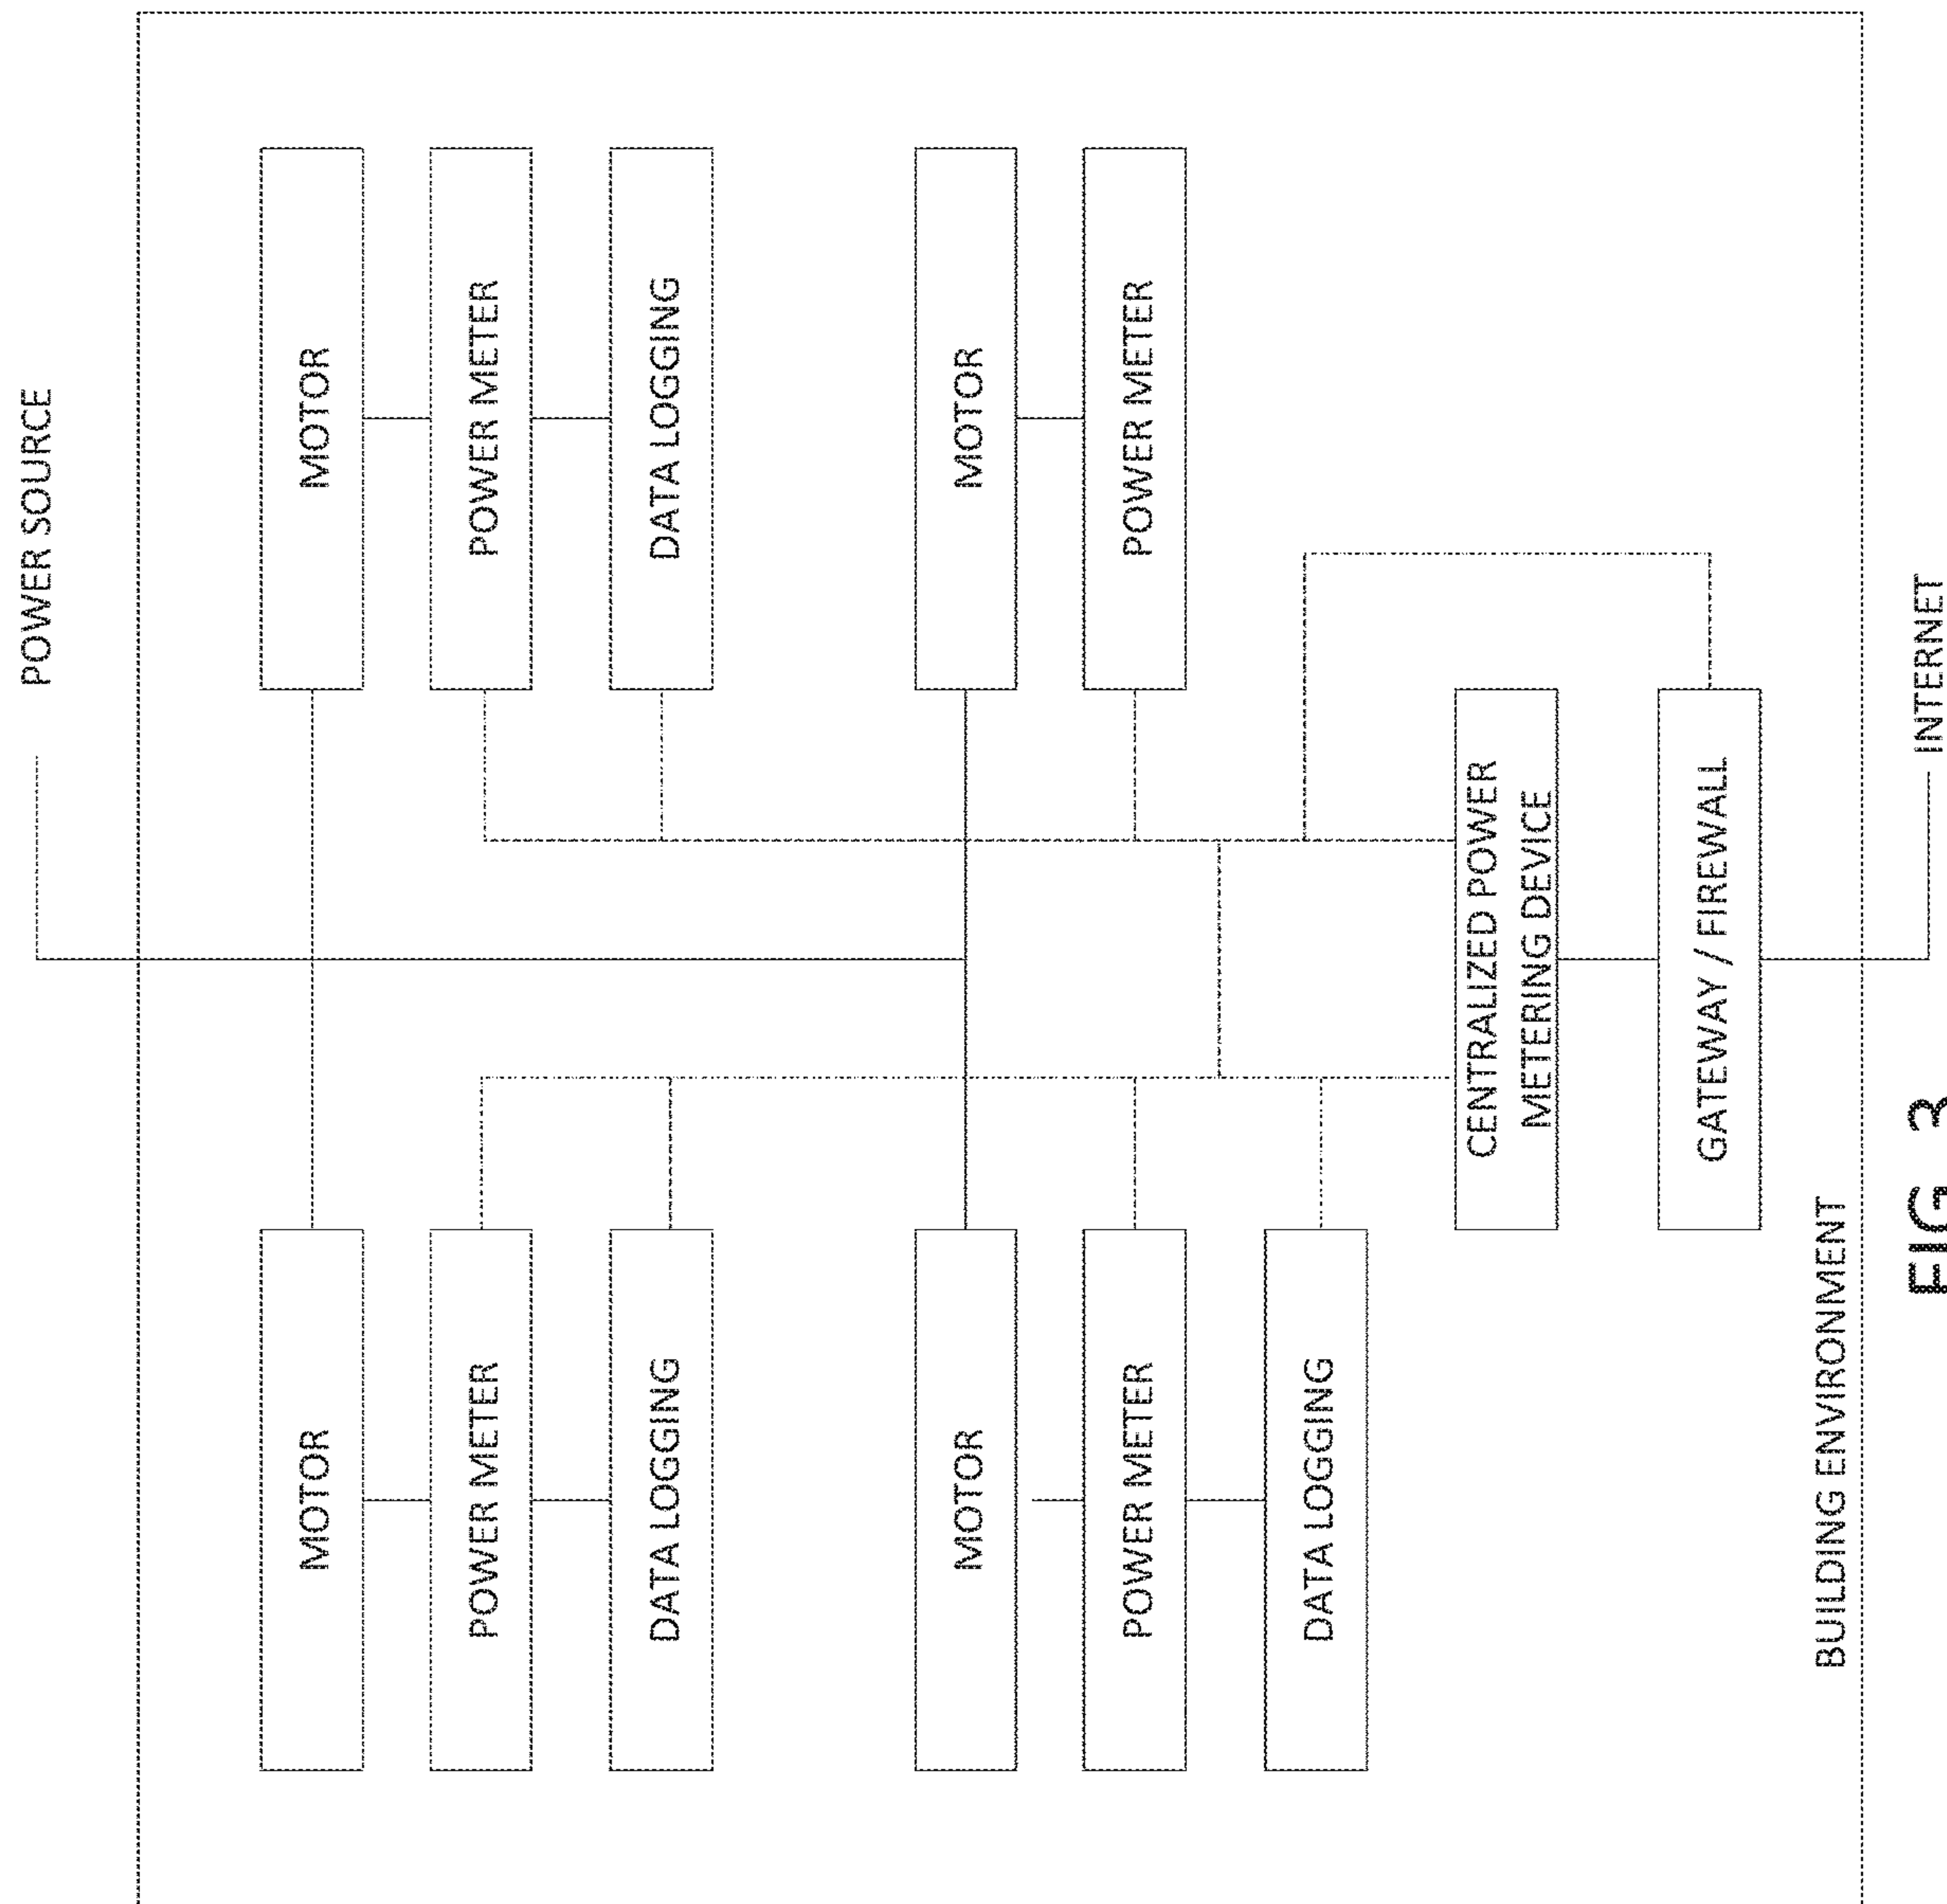 POWER SOURCE
MOTOR
MOTOR
POWER METER
POWER METER
DATA LOGGING
DATA LOGGING
MOTOR
MOTOR
POWER METER
POWER METER
DATA LOGGING
CENTRALIZED POWER
METERING DEVICE
GATEWAY / FIREWALL
BUILDING ENVIRONMENT
INTERNET
FIG 3